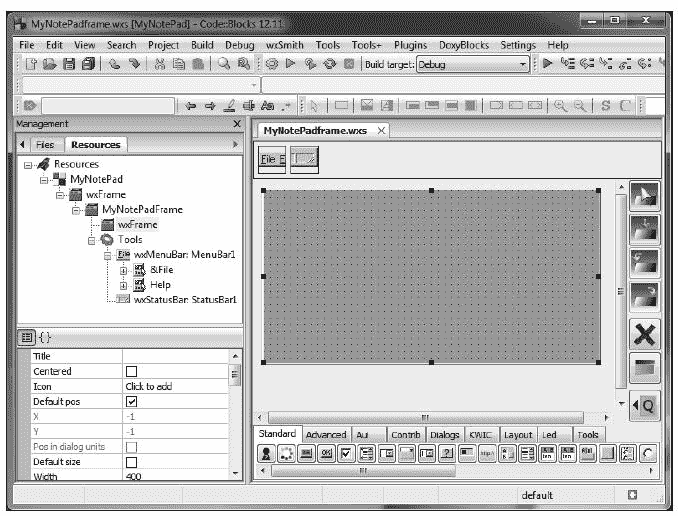 MyNotePadframe.wxs [MyNotePad] - Code::Blocks 12.11
File Edit View Search Project Build Debug wxSmith Tools Tools+ Plugins DoxyBlocks Settings Help
Build target: Debug
Management
Files Resources
Resources
MyNotePad
wxFrame
MyNotePadFrame
wxFrame
Tools
wxMenuBar: MenuBar1
&File
Help
wxStatusBar: StatusBar1
{}
Title
Centered
Icon Click to add
Default pos
X -1
Y -1
Pos in dialog units
Default size
Width 400
MyNotePadframe.wxs
File E
Standard Advanced Au Contrib Dialogs KWIC Layout Led Tools
default